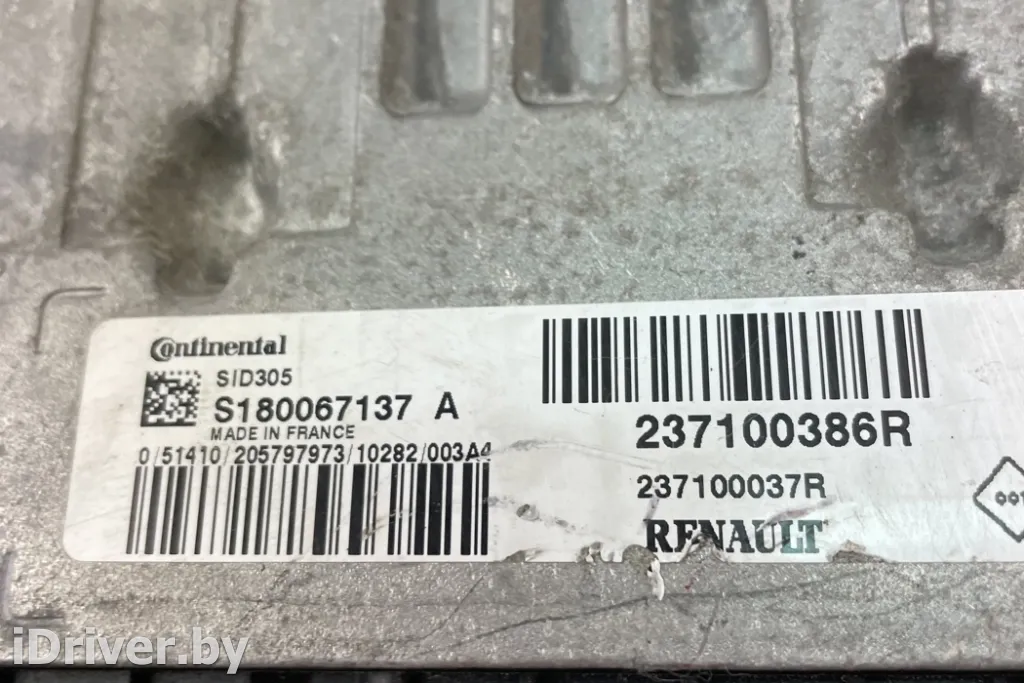 Continental
SID305
S180067137 A
MADE IN FRANCE
0/51410/205797973/10282/003A4
237100386R
237100037R
RENAULT
iDriver.by